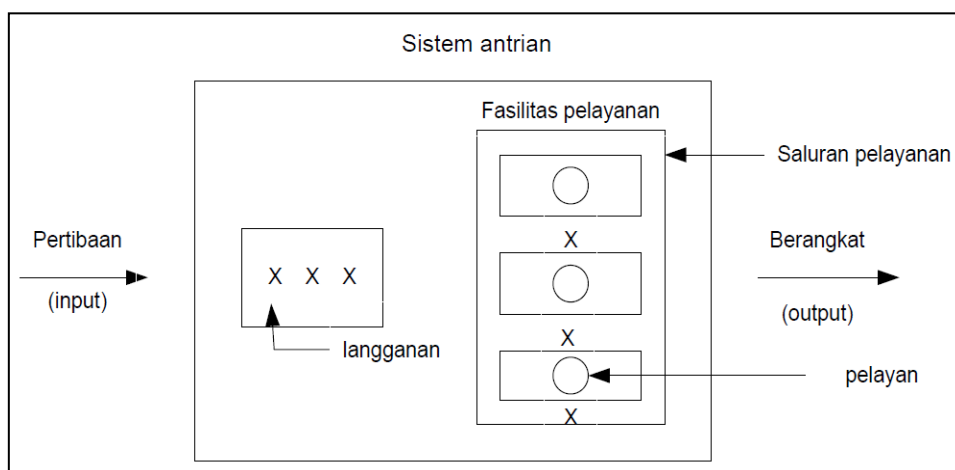 Sistem antrian
Fasilitas pelayanan
Saluran pelayanan
Pertibaan
(input)
X X X
langganan
X
X
X
Berangkat
(output)
pelayan